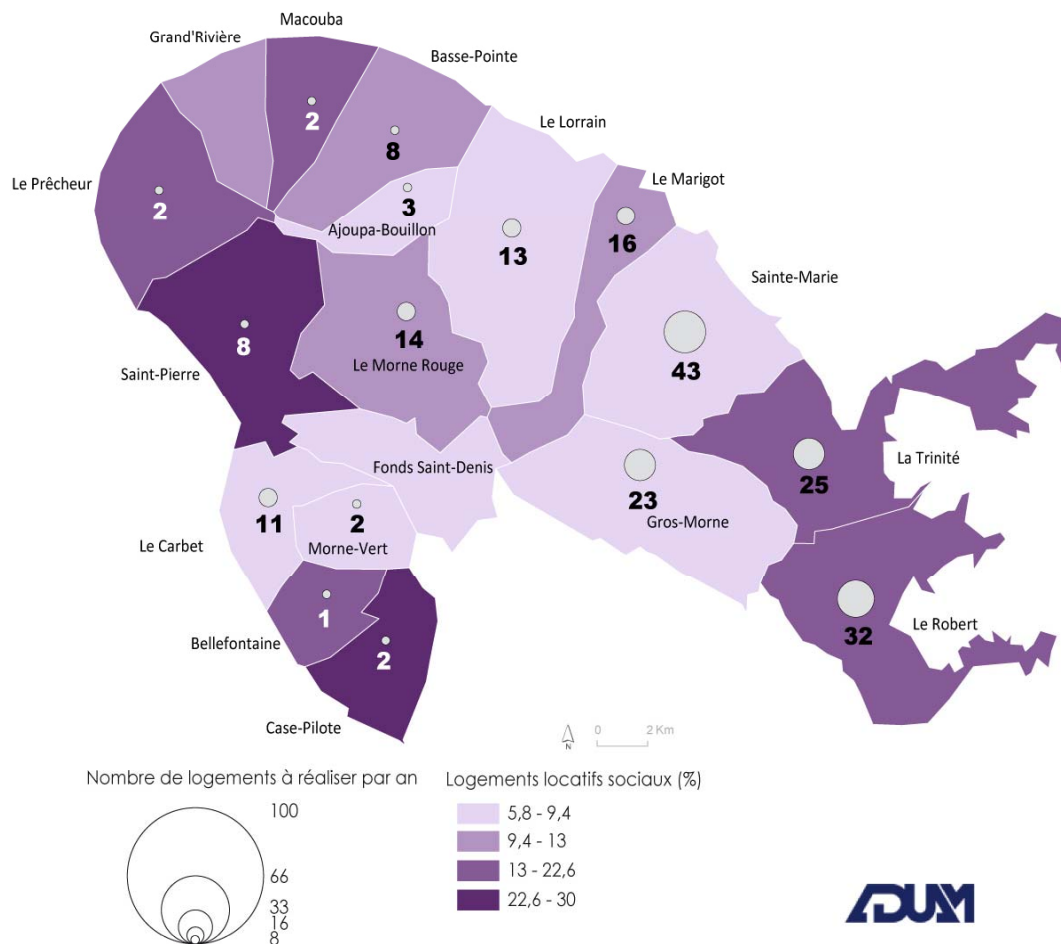 Macouba
Grand'Rivière
Basse-Pointe
2
Le Lorrain
8
Le Marigot
Le Prêcheur
2
3
Ajoupa-Bouillon
13
16
Sainte-Marie
8
14
Le Morne Rouge
43
Saint-Pierre
La Trinité
Fonds Saint-Denis
25
23
Gros-Morne
11
2
Le Carbet
Morne-Vert
1
32
Le Robert
Bellefontaine
2
Case-Pilote
N
0 2 Km
Nombre de logements à réaliser par an
100
66
33
16
8
Logements locatifs sociaux (%)
5,8 - 9,4
9,4 - 13
13 - 22,6
22,6 - 30
ADUAM